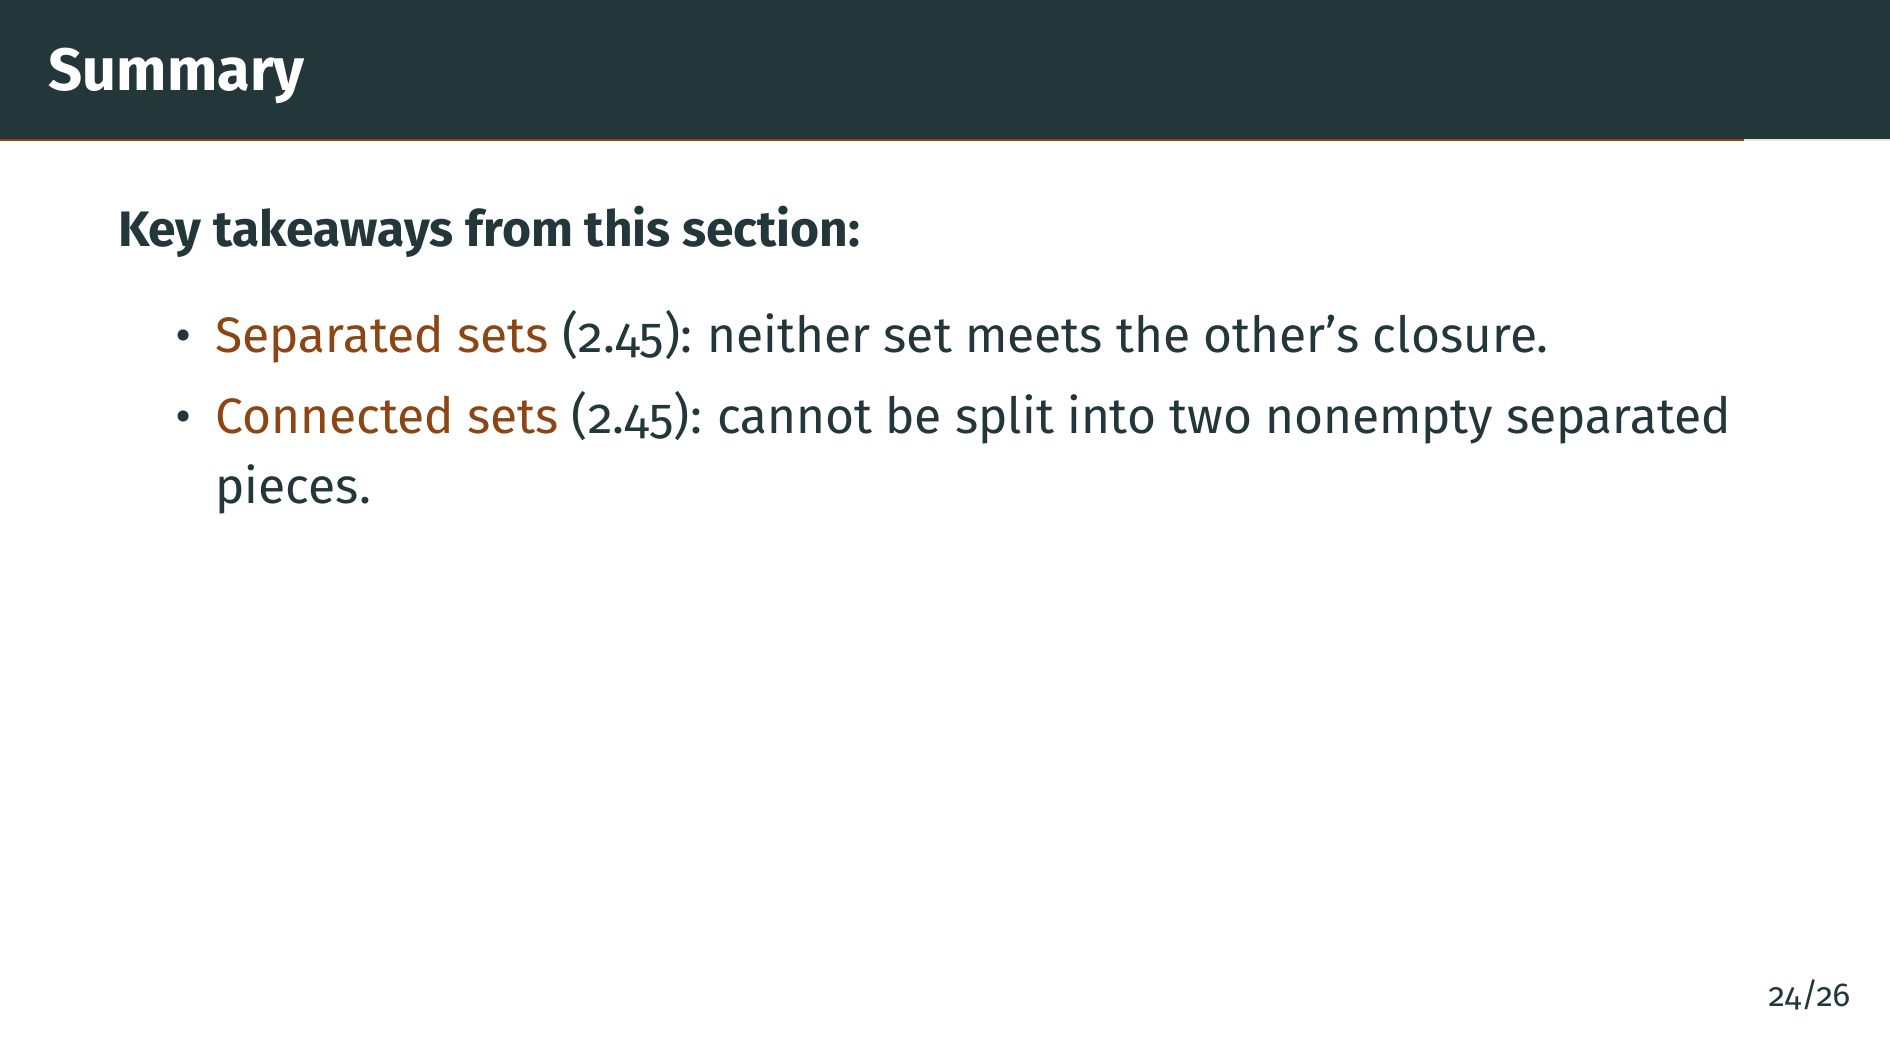 Summary
Key takeaways from this section:
• Separated sets (2.45): neither set meets the other’s closure.
• Connected sets (2.45): cannot be split into two nonempty separated
pieces.
24/26